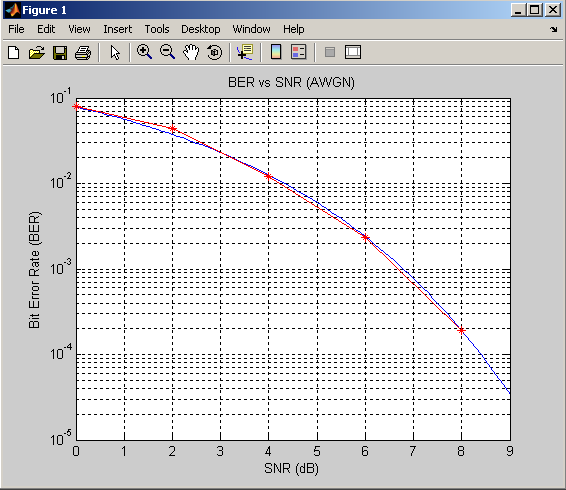 Figure 1
File Edit View Insert Tools Desktop Window Help
BER vs SNR (AWGN)
10^-1
10^-2
10^-3
10^-4
10^-5
Bit Error Rate (BER)
0 1 2 3 4 5 6 7 8 9
SNR (dB)